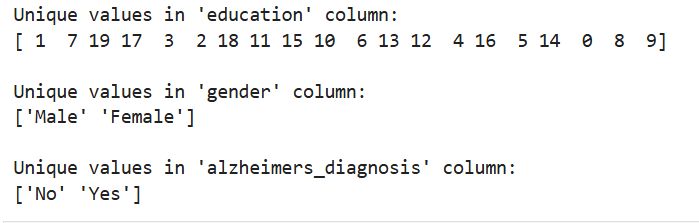 Unique values in 'education' column:
[ 1  7 19 17  3  2 18 11 15 10  6 13 12  4 16  5 14  0  8  9]
Unique values in 'gender' column:
['Male' 'Female']
Unique values in 'alzheimers_diagnosis' column:
['No' 'Yes']